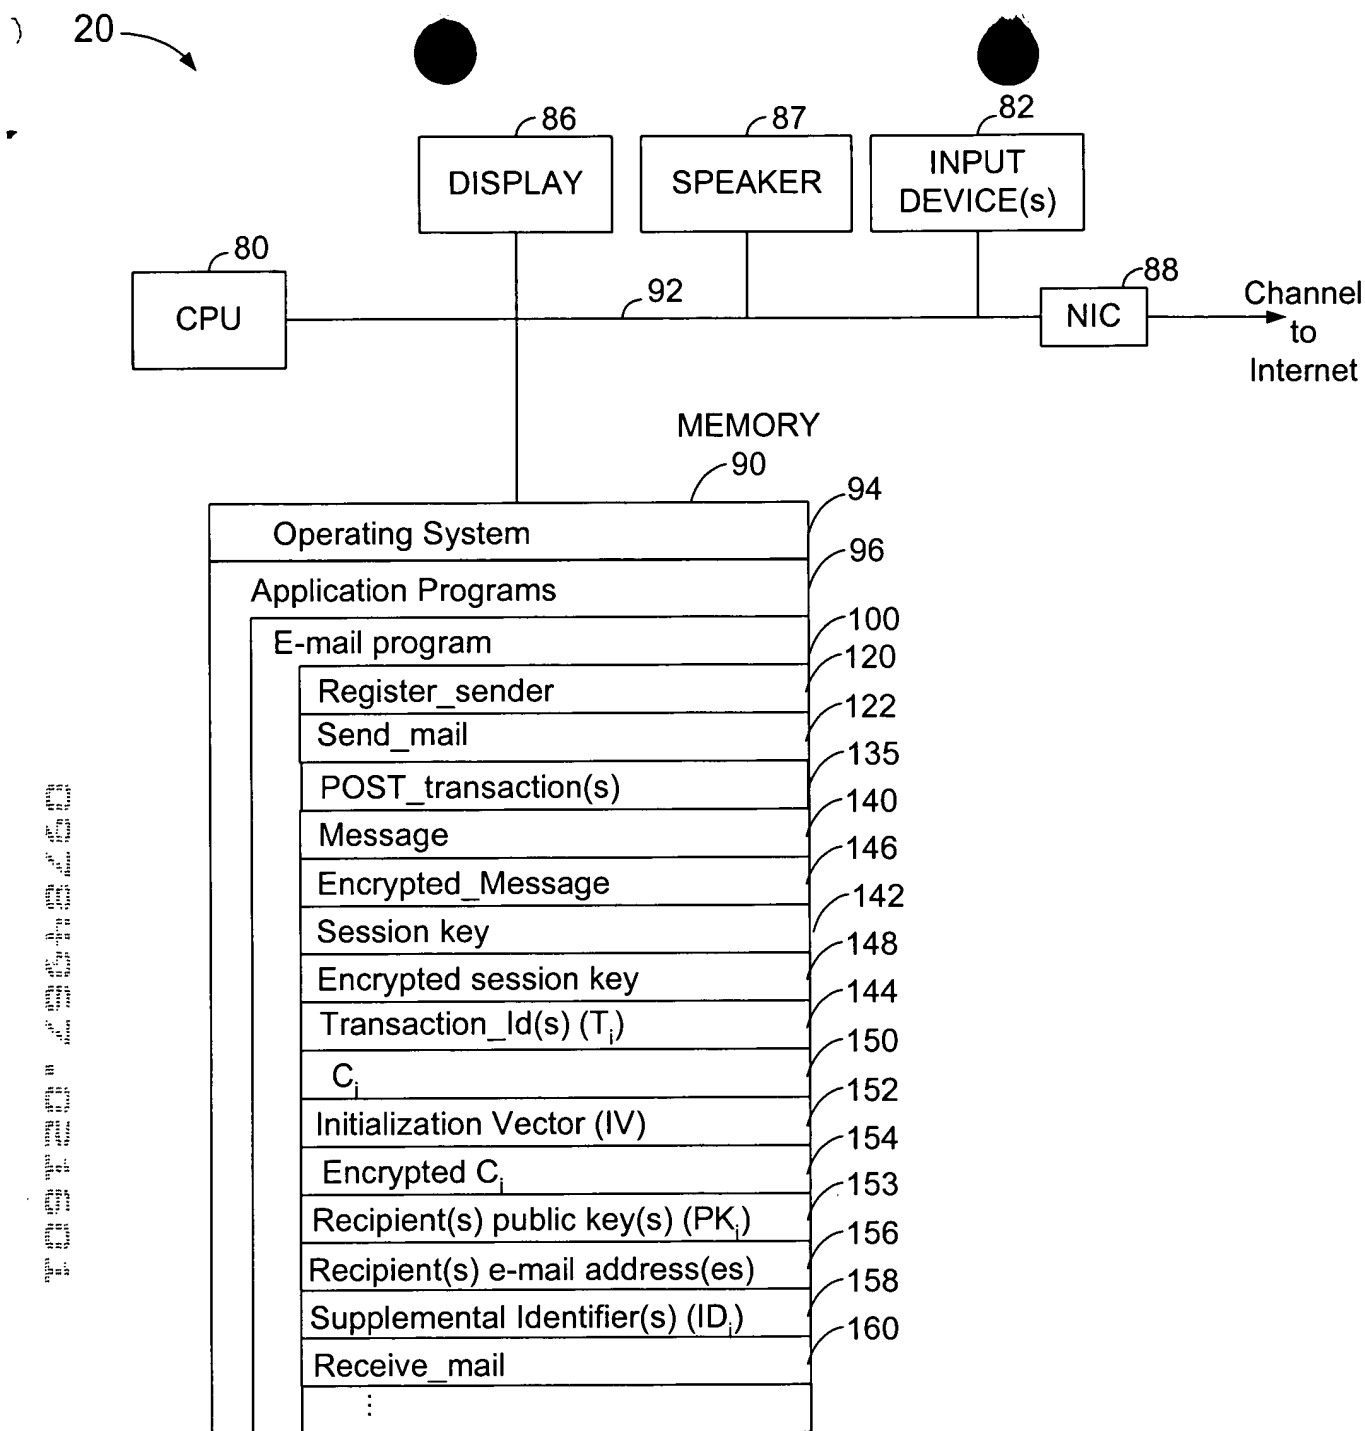 20
86
87
82
DISPLAY
SPEAKER
INPUT
DEVICE(s)
80
CPU
92
88
NIC
Channel
to
Internet
MEMORY
90
94
Operating System
96
Application Programs
100
E-mail program
120
Register_sender
122
Send_mail
135
POST_transaction(s)
140
Message
146
Encrypted_Message
142
Session key
148
Encrypted session key
144
Transaction_Id(s) (Ti)
150
Ci
152
Initialization Vector (IV)
154
Encrypted Ci
153
Recipient(s) public key(s) (PKi)
156
Recipient(s) e-mail address(es)
158
Supplemental Identifier(s) (IDi)
160
Receive_mail
⋮